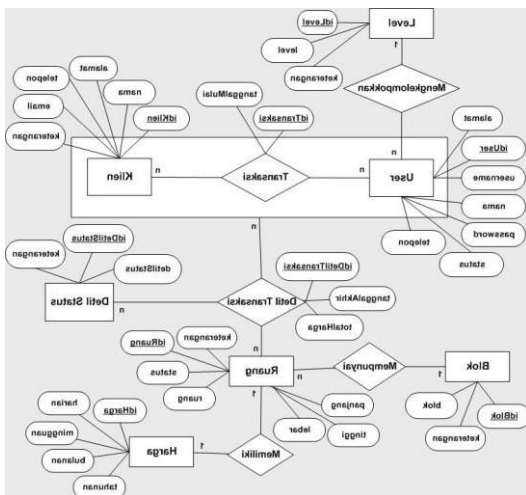 Level
idLevel
level
keterangan
1
Mengkelompokkan
n
telepon
alamat
nama
email
idKlien
keterangan
tanggalMulai
idTransaksi
alamat
idUser
username
nama
password
status
telepon
Klien
n
Transaksi
n
User
n
keterangan
idDetilStatus
detilStatus
Detil Status
n
Detil Transaksi
idDetilTransaksi
tanggalAkhir
totalHarga
n
keterangan
idRuang
status
ruang
Ruang
n
Mempunyai
1
Blok
panjang
tinggi
lebar
blok
idBlok
keterangan
1
Memiliki
1
Harga
idHarga
harian
mingguan
bulanan
tahunan